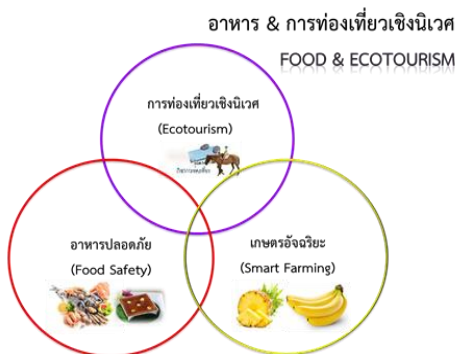 อาหาร & การท่องเที่ยวเชิงนิเวศ
FOOD & ECOTOURISM
การท่องเที่ยวเชิงนิเวศ
(Ecotourism)
อาหารปลอดภัย
(Food Safety)
เกษตรอัจฉริยะ
(Smart Farming)